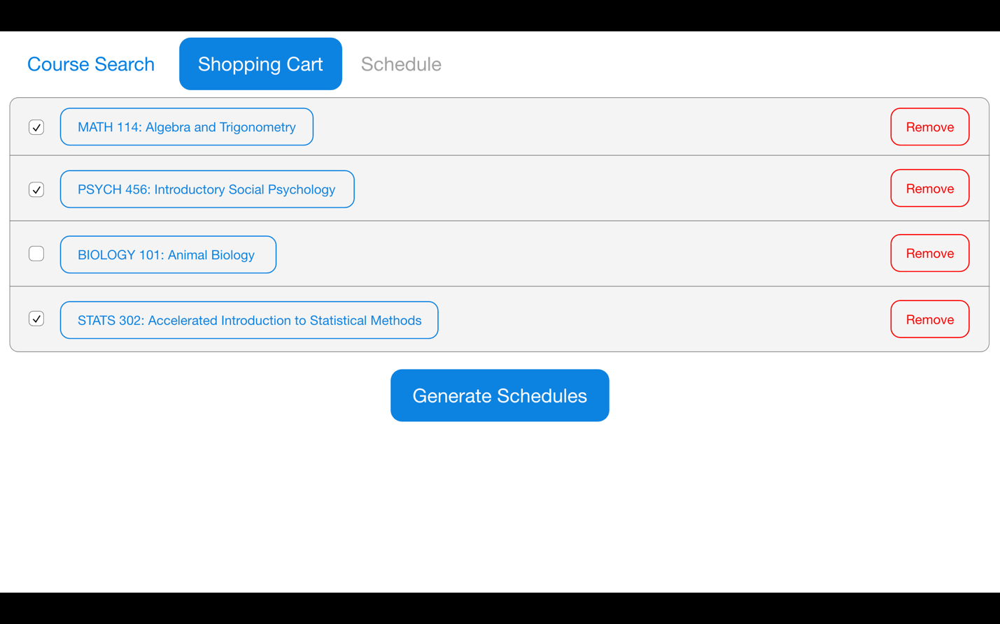 Course Search Shopping Cart Schedule
MATH 114: Algebra and Trigonometry Remove
PSYCH 456: Introductory Social Psychology Remove
BIOLOGY 101: Animal Biology Remove
STATS 302: Accelerated Introduction to Statistical Methods Remove
Generate Schedules